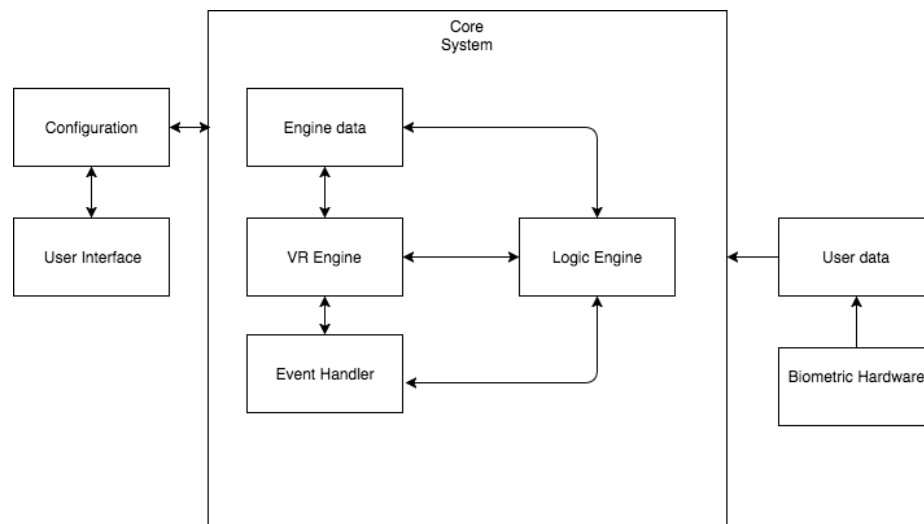 Core
System
Configuration
Engine data
User Interface
VR Engine
Logic Engine
User data
Event Handler
Biometric Hardware